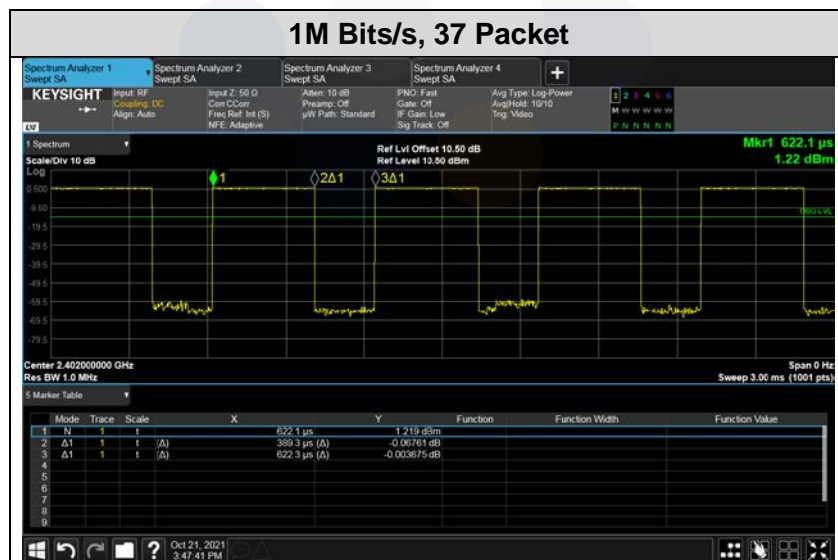 1M Bits/s, 37 Packet
Spectrum Analyzer 1 Spectrum Analyzer 2 Spectrum Analyzer 3 Spectrum Analyzer 4
Swept SA Swept SA Swept SA Swept SA +
KEYSIGHT Input: RF Input Z: 50 Ω Atten: 10 dB PNO: Fast Avg Type: Log-Power 1 2 3 4 5 6
Coupling: DC Corr CCorr Preamp: Off Gate: Off Avg|Hold: 10/10 M W W W W W
Align: Auto Freq Ref: Int (S) µW Path: Standard IF Gain: Low Trig: Video
NFE: Adaptive Sig Track: Off P N N N N N
1 Spectrum Ref Lvl Offset 10.50 dB Mkr1 622.1 µs
Scale/Div 10 dB Ref Level 10.50 dBm 1.22 dBm
Log
1 2Δ1 3Δ1
0.500
-9.50
TRIG LVL
-19.5
-29.5
-39.5
-49.5
-59.5
-69.5
-79.5
Center 2.402000000 GHz Span 0 Hz
Res BW 1.0 MHz Sweep 3.00 ms (1001 pts)
5 Marker Table
Mode Trace Scale X Y Function Function Width Function Value
1 N 1 t 622.1 µs 1.219 dBm
2 Δ1 1 t (Δ) 389.3 µs (Δ) -0.06761 dB
3 Δ1 1 t (Δ) 622.3 µs (Δ) -0.003675 dB
4
5
6
7
8
9
? Oct 21, 2021
3:47:41 PM